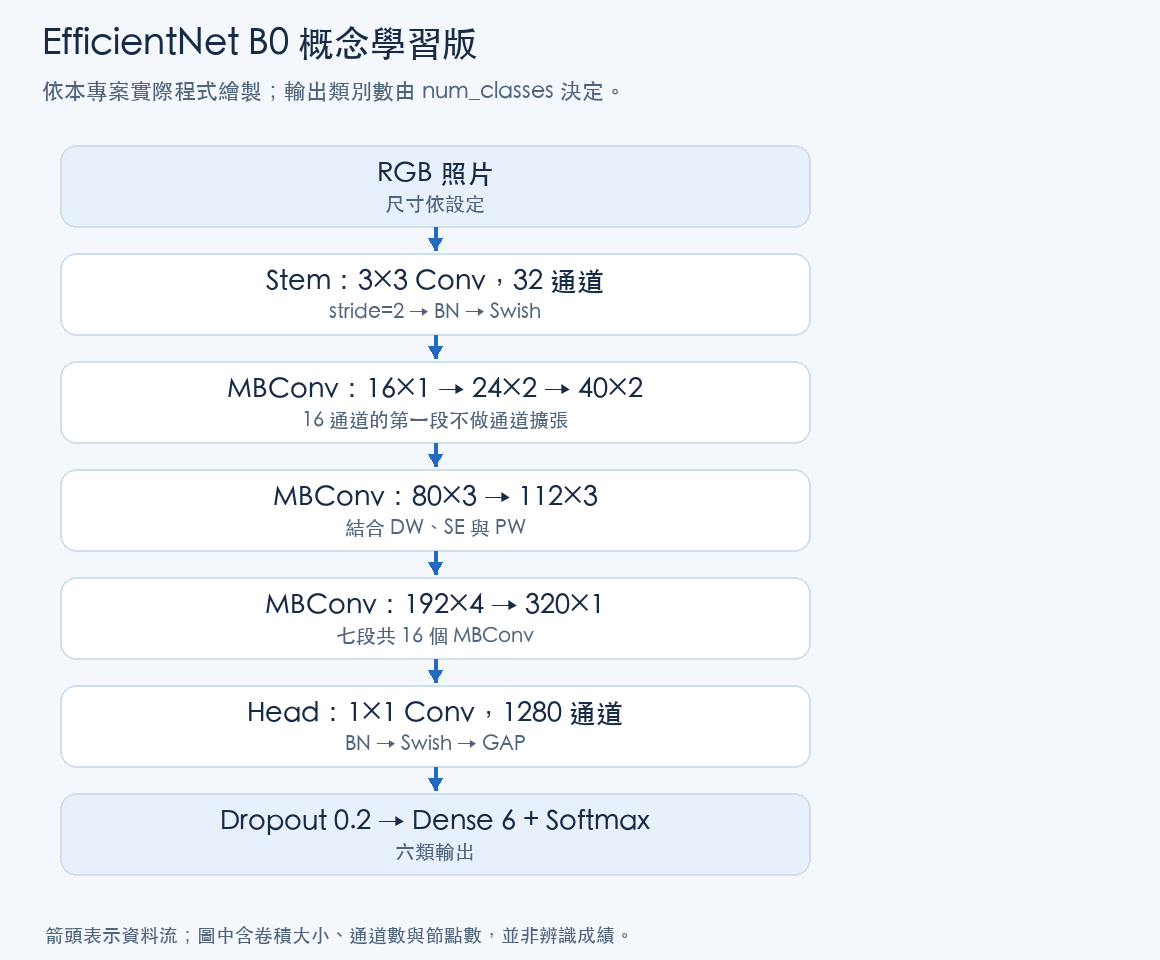 EfficientNet B0 概念學習版
依本專案實際程式繪製；輸出類別數由 num_classes 決定。
RGB 照片
尺寸依設定
Stem：3×3 Conv，32 通道
stride=2 → BN → Swish
MBConv：16×1 → 24×2 → 40×2
16 通道的第一段不做通道擴張
MBConv：80×3 → 112×3
結合 DW、SE 與 PW
MBConv：192×4 → 320×1
七段共 16 個 MBConv
Head：1×1 Conv，1280 通道
BN → Swish → GAP
Dropout 0.2 → Dense 6 + Softmax
六類輸出
箭頭表示資料流；圖中含卷積大小、通道數與節點數，並非辨識成績。